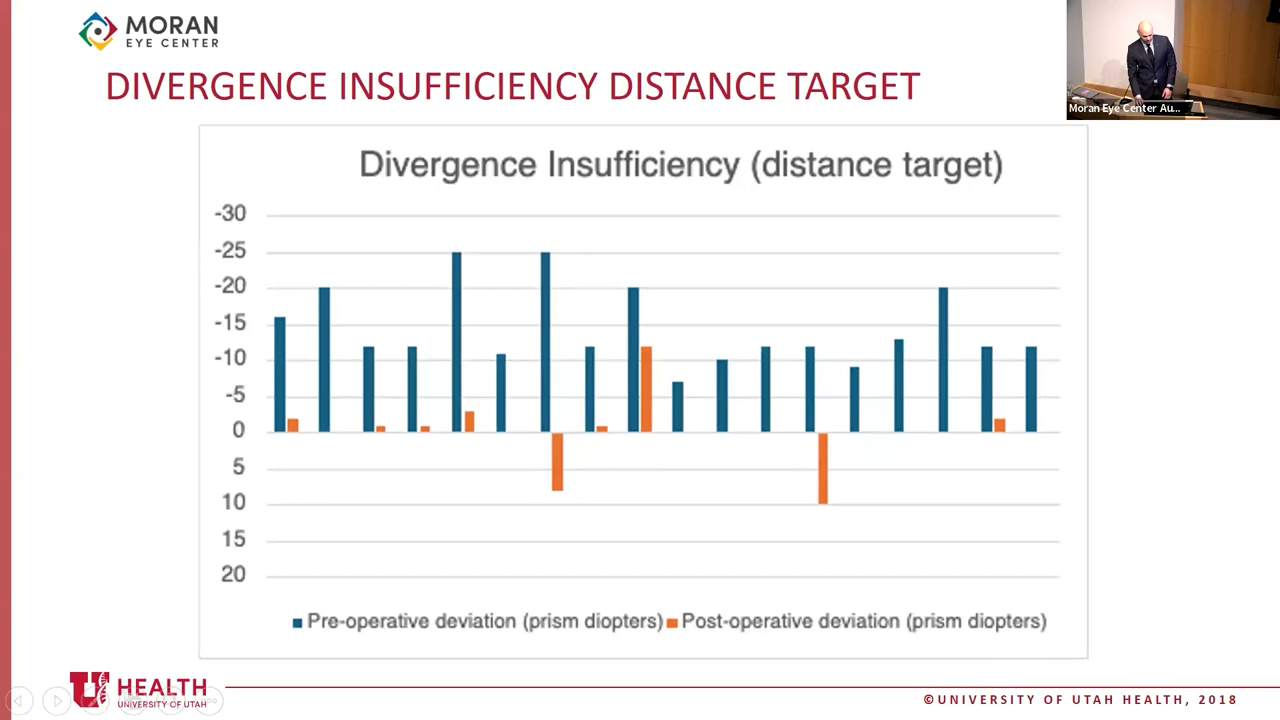 MORAN
EYE CENTER
Moran Eye Center Au...
DIVERGENCE INSUFFICIENCY DISTANCE TARGET
Divergence Insufficiency (distance target)
-30
-25
-20
-15
-10
-5
0
5
10
15
20
Pre-operative deviation (prism diopters) Post-operative deviation (prism diopters)
U HEALTH
UNIVERSITY OF UTAH
©UNIVERSITY OF UTAH HEALTH, 2018